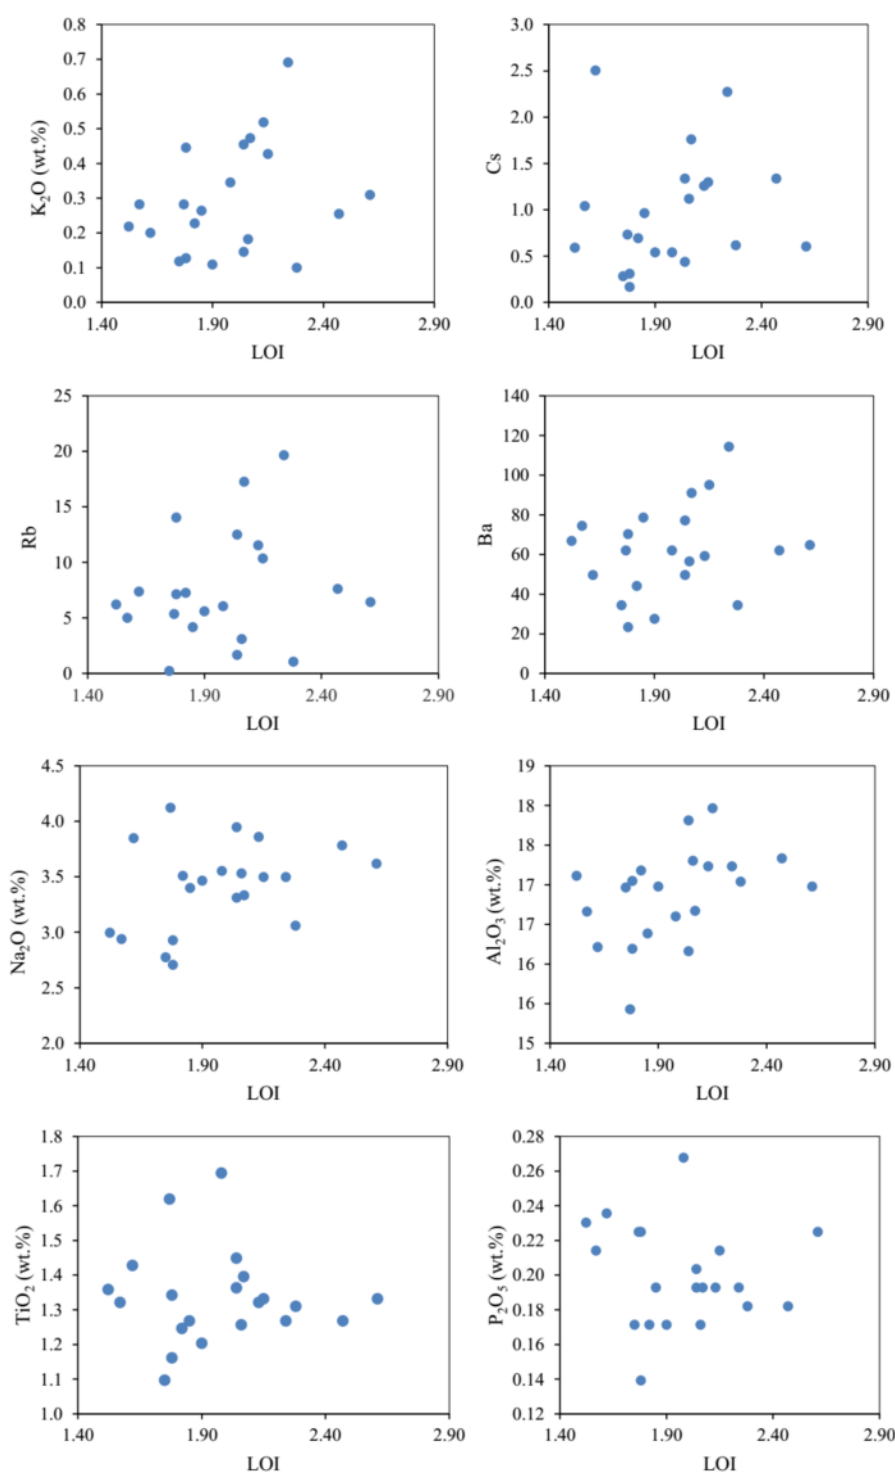 0.8
0.7
0.6
0.5
0.4
0.3
0.2
0.1
0.0
K₂O (wt.%)
1.40 1.90 2.40 2.90
LOI
3.0
2.5
2.0
1.5
1.0
0.5
0.0
Cs
1.40 1.90 2.40 2.90
LOI
25
20
15
10
5
0
Rb
1.40 1.90 2.40 2.90
LOI
140
120
100
80
60
40
20
0
Ba
1.40 1.90 2.40 2.90
LOI
4.5
4.0
3.5
3.0
2.5
2.0
Na₂O (wt.%)
1.40 1.90 2.40 2.90
LOI
19
18
18
17
17
16
16
15
Al₂O₃ (wt.%)
1.40 1.90 2.40 2.90
LOI
1.8
1.7
1.6
1.5
1.4
1.3
1.2
1.1
1.0
TiO₂ (wt.%)
1.40 1.90 2.40 2.90
LOI
0.28
0.26
0.24
0.22
0.20
0.18
0.16
0.14
0.12
P₂O₅ (wt.%)
1.40 1.90 2.40 2.90
LOI